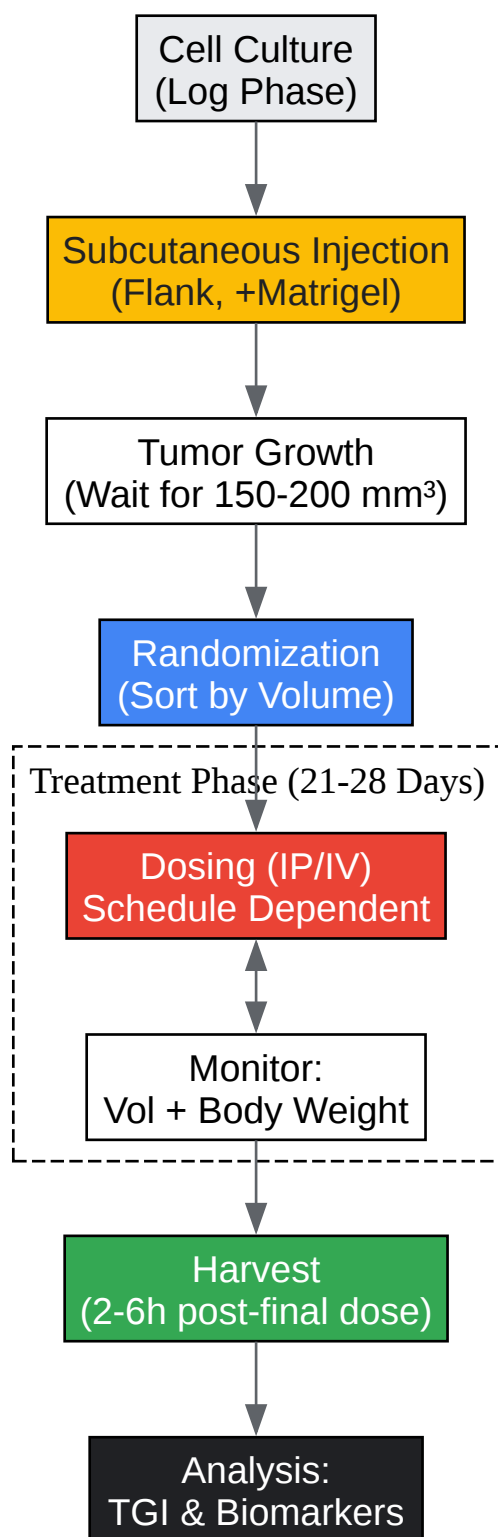 Cell Culture
(Log Phase)
Subcutaneous Injection
(Flank, +Matrigel)
Tumor Growth
(Wait for 150-200 mm³)
Randomization
(Sort by Volume)
Treatment Phase (21-28 Days)
Dosing (IP/IV)
Schedule Dependent
Monitor:
Vol + Body Weight
Harvest
(2-6h post-final dose)
Analysis:
TGI & Biomarkers